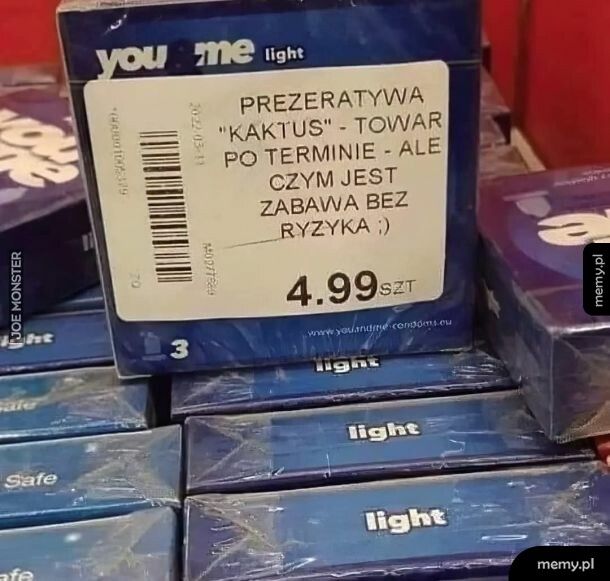 you me light
PREZERATYWA
"KAKTUS" - TOWAR
PO TERMINIE - ALE
CZYM JEST
ZABAWA BEZ
RYZYKA ;)
4.99SZT
www.youandme-condoms.eu
3
JOE MONSTER
memy.pl
light
light
Safe
light
memy.pl